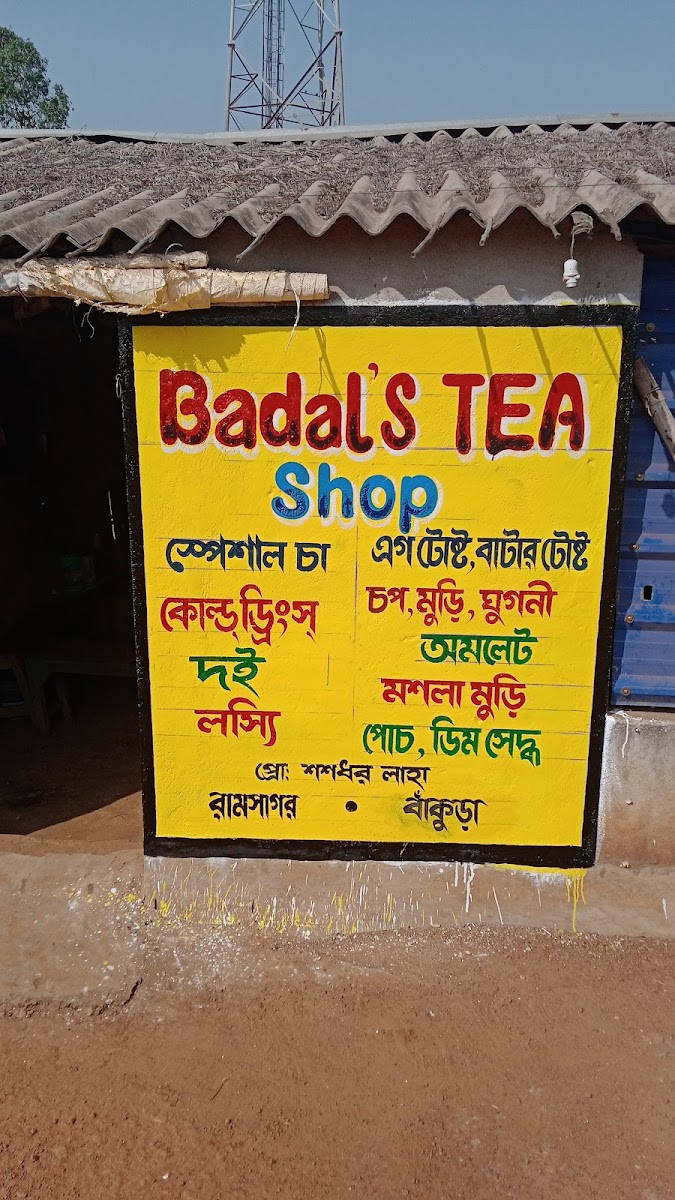 Badal's TEA
Shop
স্পেশাল চা
কোল্ড্ ড্রিংস্
দই
লস্যি
এগ টোষ্ট, বাটার টোষ্ট
চপ, মুড়ি, ঘুগনী
অমলেট
মশলা মুড়ি
পোচ, ডিম সেদ্ধ
প্রোঃ শশধর লাহা
রামসাগর • বাঁকুড়া